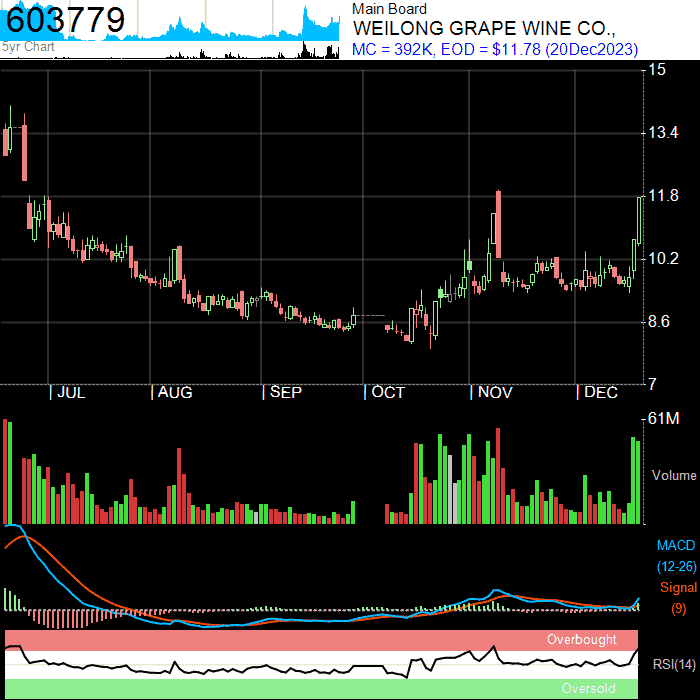 603779
5yr Chart
Main Board
WEILONG GRAPE WINE CO.,
MC = 392K, EOD = $11.78 (20Dec2023)
15
13.4
11.8
10.2
8.6
7
JUL AUG SEP OCT NOV DEC
61M
Volume
MACD
(12-26)
Signal
(9)
Overbought
RSI(14)
Oversold